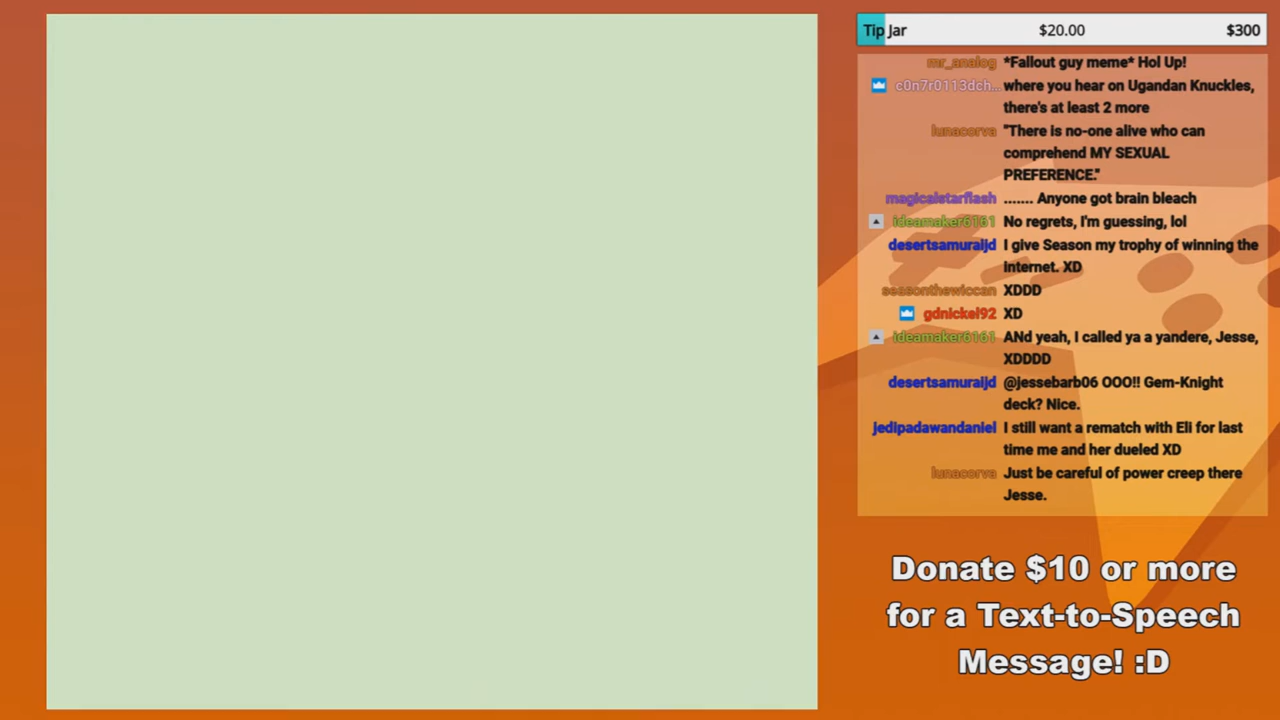 Tip Jar $20.00 $300
mr_analog *Fallout guy meme* Hol Up!
c0n7r0113dch... where you hear on Ugandan Knuckles,
there's at least 2 more
lunacorva "There is no-one alive who can
comprehend MY SEXUAL
PREFERENCE."
magicalstarflash ....... Anyone got brain bleach
ideamaker6161 No regrets, I'm guessing, lol
desertsamuraijd I give Season my trophy of winning the
internet. XD
seasonthewiccan XDDD
gdnickel92 XD
ideamaker6161 ANd yeah, I called ya a yandere, Jesse,
XDDDD
desertsamuraijd @jessebarb06 OOO!! Gem-Knight
deck? Nice.
jedipadawandaniel I still want a rematch with Eli for last
time me and her dueled XD
lunacorva Just be careful of power creep there
Jesse.
Donate $10 or more
for a Text-to-Speech
Message! :D